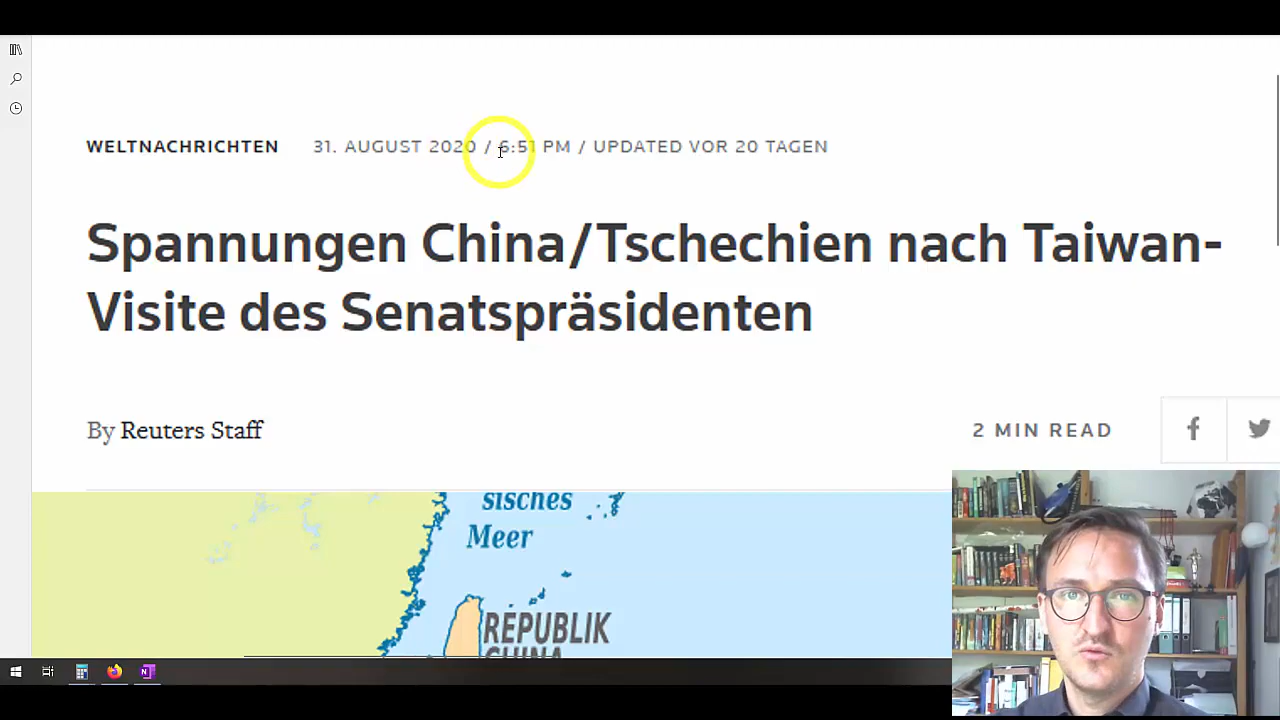 WELTNACHRICHTEN 31. AUGUST 2020 / 6:51 PM / UPDATED VOR 20 TAGEN
Spannungen China/Tschechien nach Taiwan-
Visite des Senatspräsidenten
By Reuters Staff 2 MIN READ
sisches
Meer
REPUBLIK
CHINA